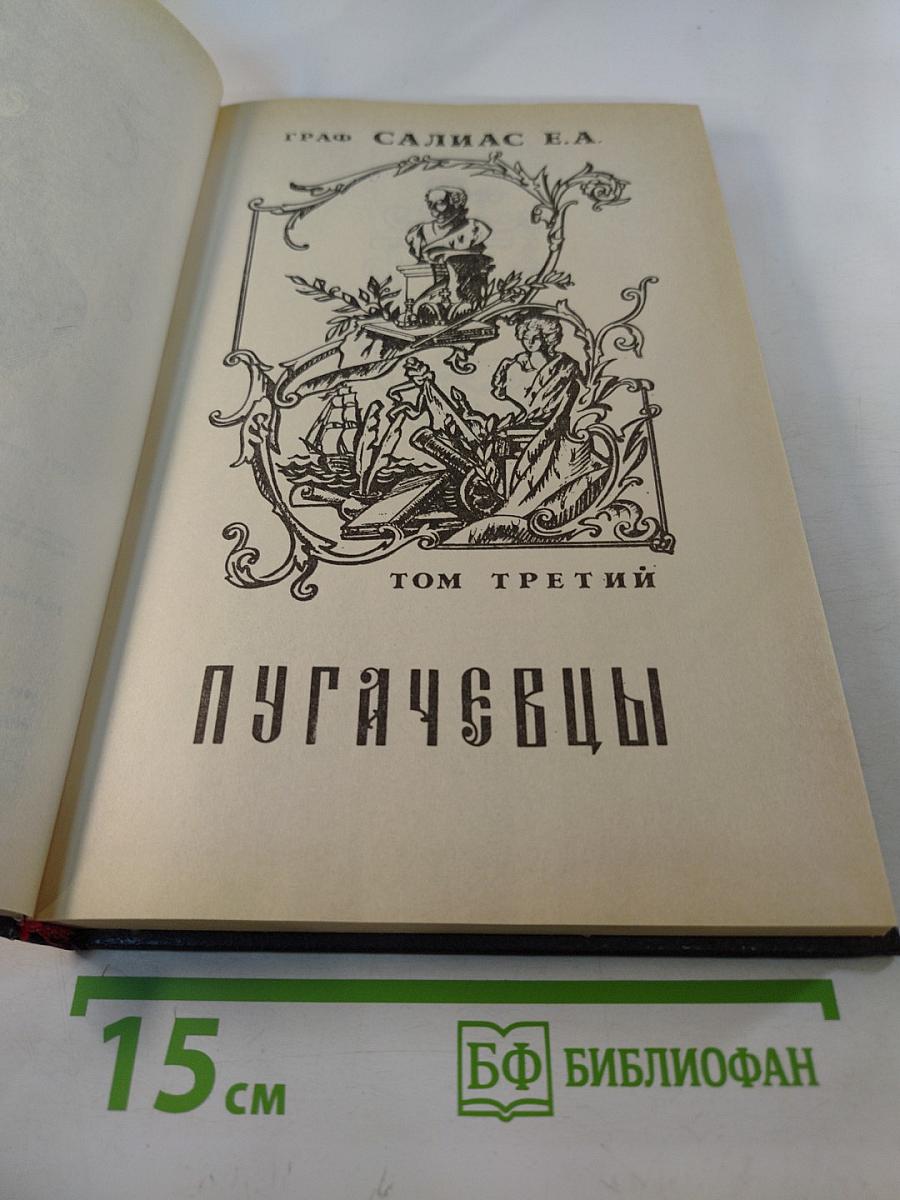 ГРАФ САЛИАС Е.А.
ТОМ ТРЕТИЙ
ПУГАЧЕВЦЫ
15 см
БФ БИБЛИОФАН